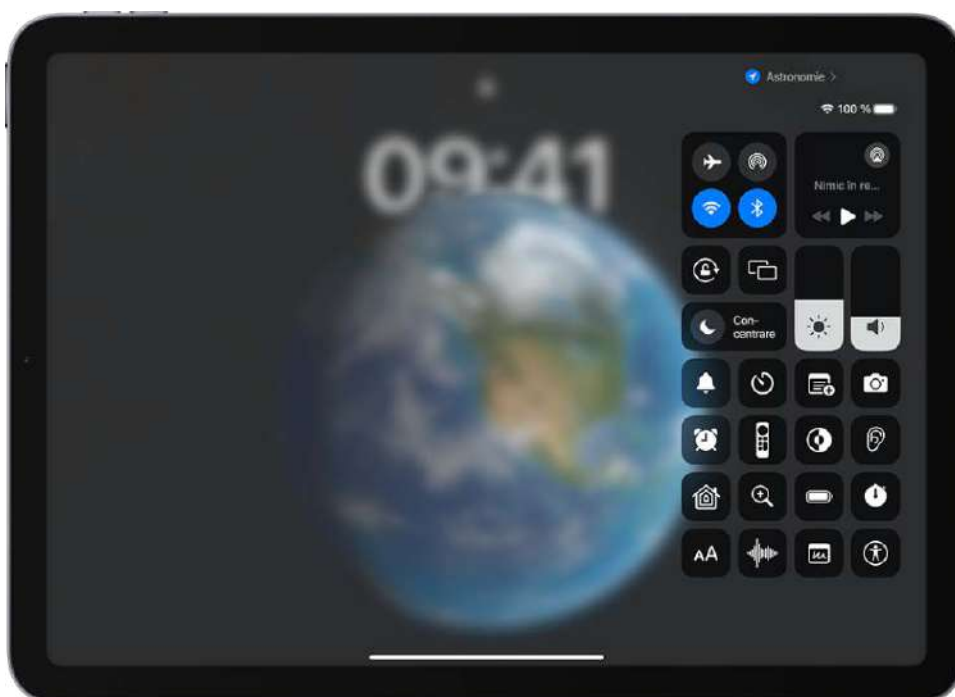 Astronomie
100 %
09:41
Nimic în re...
Con-
centrare
AA